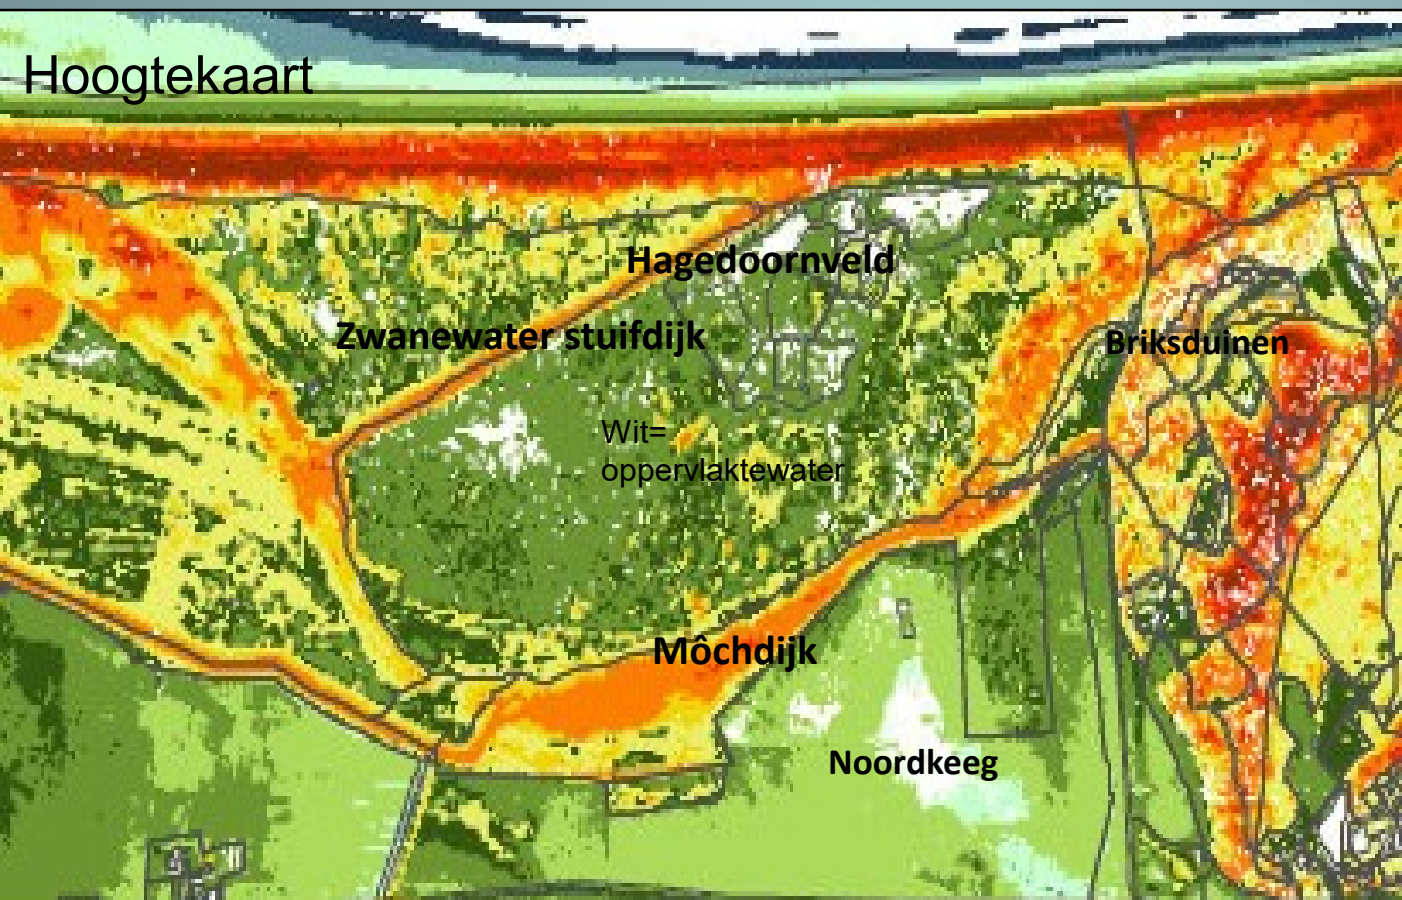 Hoogtekaart
Hagedoornveld
Zwanewater stuifdijk
Briksduinen
Wit=
oppervlaktewater
Môchdijk
Noordkeeg